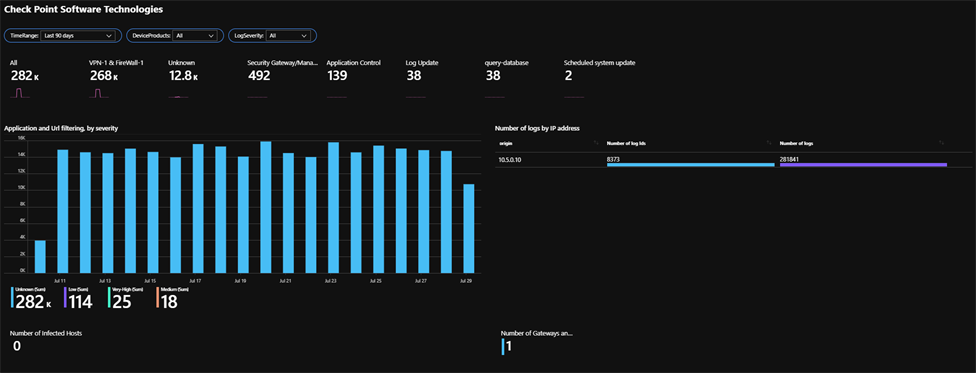 Check Point Software Technologies
TimeRange: Last 90 days DeviceProducts: All LogSeverity: All
All VPN-1 & FireWall-1 Unknown Security Gateway/Mana... Application Control Log Update query-database Scheduled system update
282 K 268 K 12.8 K 492 139 38 38 2
Application and Url filtering, by severity
16K
14K
12K
10K
8K
6K
4K
2K
0K
Jul 11 Jul 13 Jul 15 Jul 17 Jul 19 Jul 21 Jul 23 Jul 25 Jul 27 Jul 29
Unknown (Sum) Low (Sum) Very-High (Sum) Medium (Sum)
282 K 114 25 18
Number of logs by IP address
origin Number of log Ids Number of logs
10.5.0.10 8373 281841
Number of Infected Hosts
0
Number of Gateways an...
1